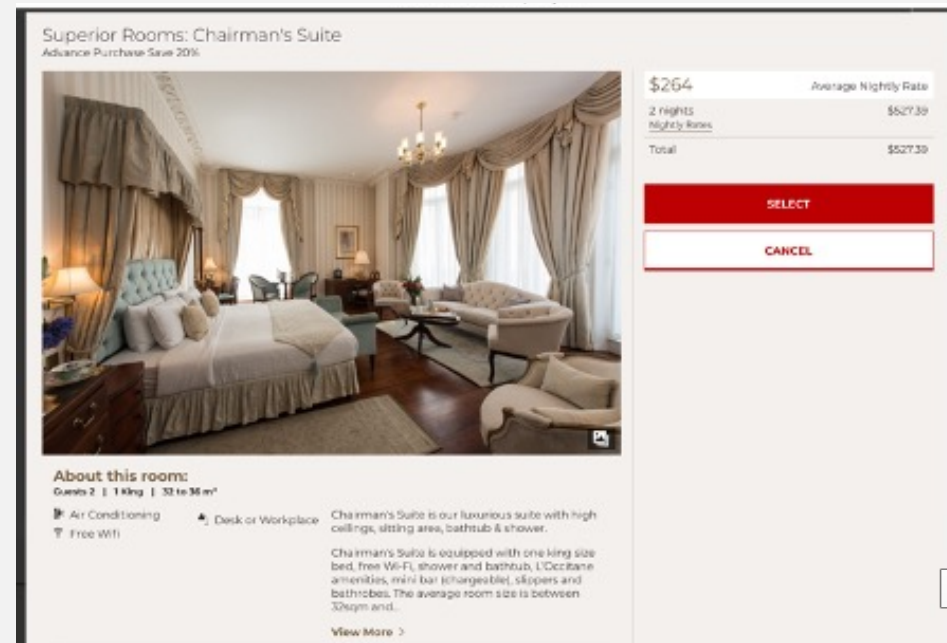 Superior Rooms: Chairman's Suite
Advance Purchase Save 20%
$264 Average Nightly Rate
2 nights $527.39
Nightly Rates
Total $527.39
SELECT
CANCEL
About this room:
Guests 2 | 1 King | 32 to 36 m²
Air Conditioning
Desk or Workplace
Free Wifi
Chairman's Suite is our luxurious suite with high
ceilings, sitting area, bathtub & shower.
Chairman's Suite is equipped with one king size
bed, free Wi-Fi, shower and bathtub, L'Occitane
amenities, mini bar (chargeable), slippers and
bathrobes. The average room size is between
32sqm and..
View More >